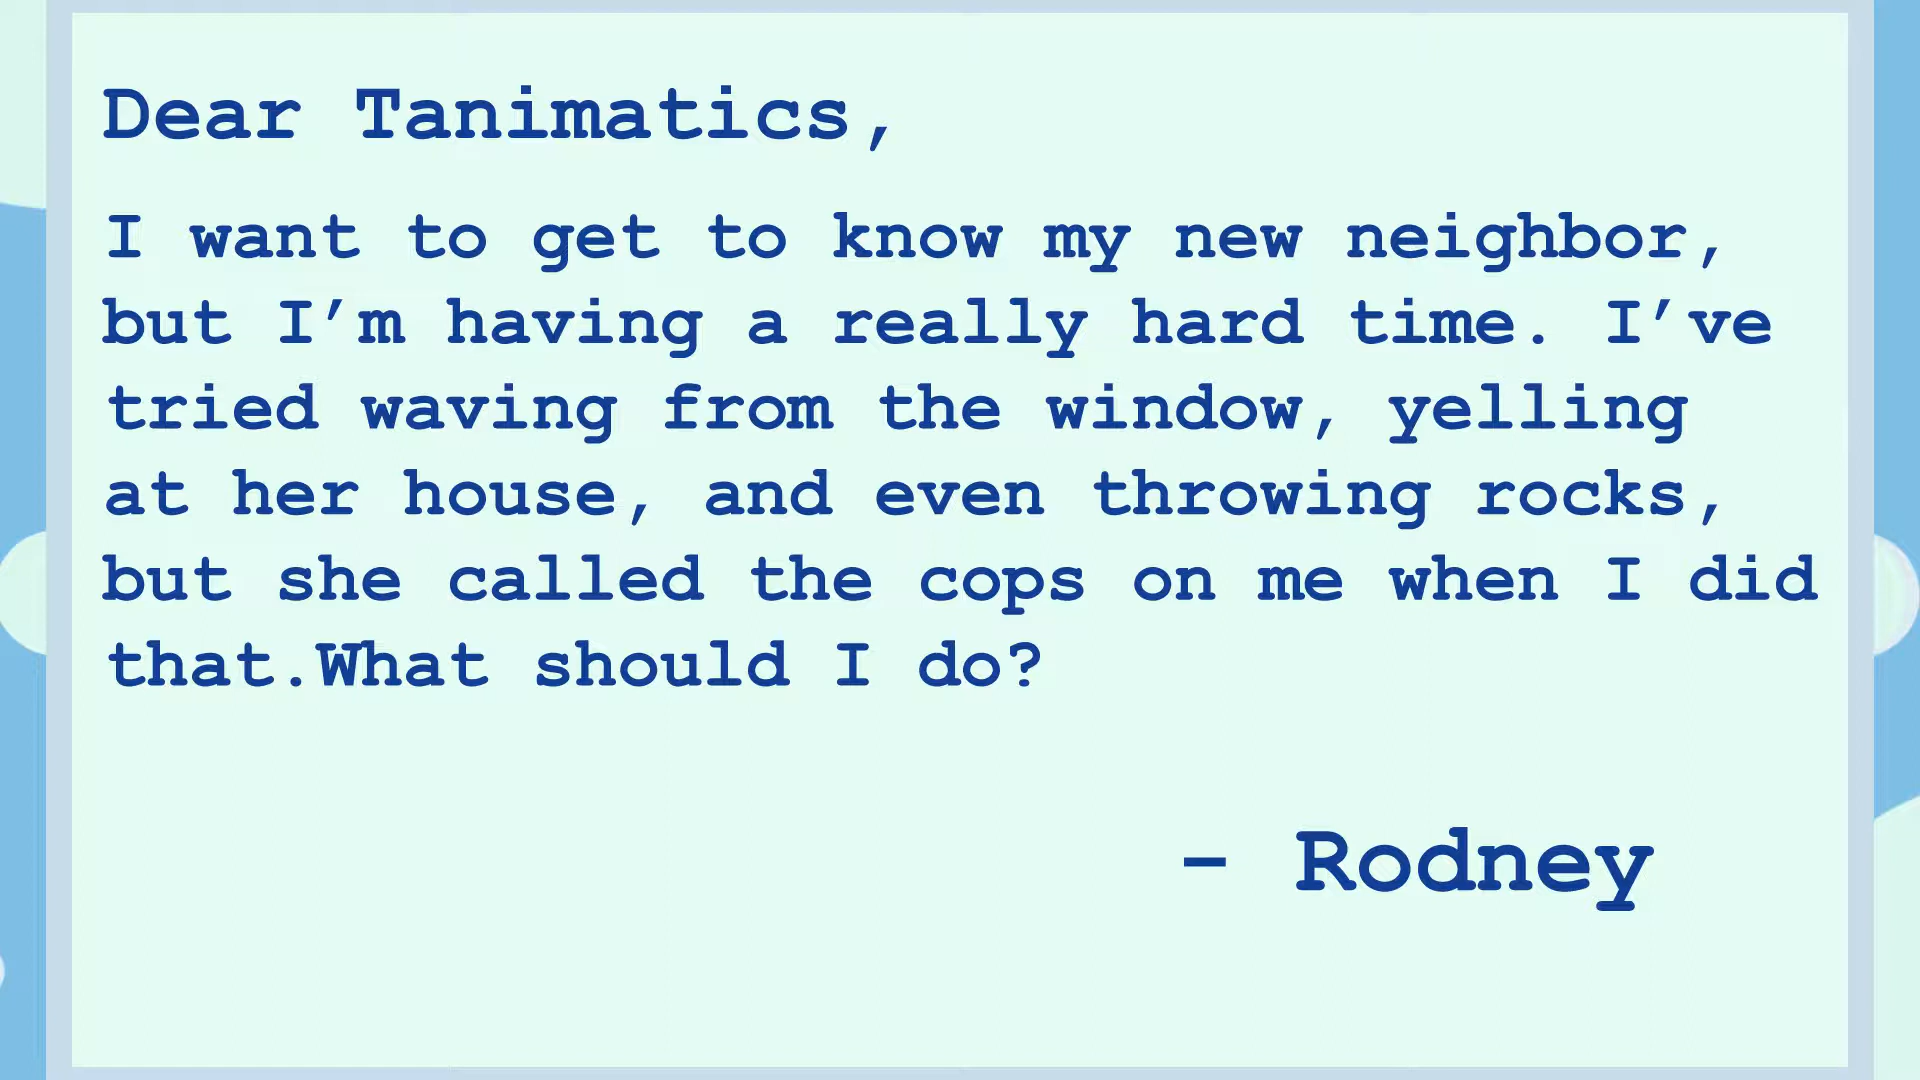 Dear Tanimatics,
I want to get to know my new neighbor,
but I’m having a really hard time. I’ve
tried waving from the window, yelling
at her house, and even throwing rocks,
but she called the cops on me when I did
that.What should I do?
- Rodney